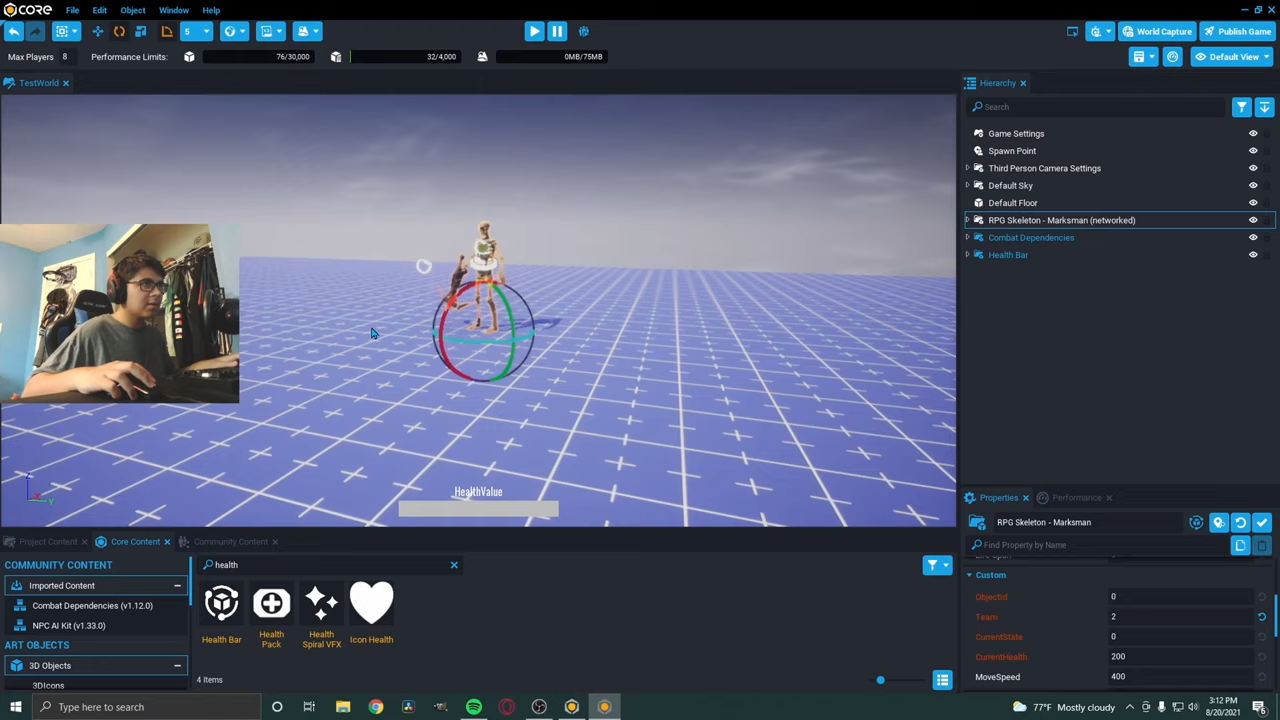 CORE File Edit Object Window Help
5 World Capture Publish Game
Max Players 8 Performance Limits: 76/30,000 32/4,000 0MB/75MB Default View
TestWorld
Hierarchy
Search
Game Settings
Spawn Point
Third Person Camera Settings
Default Sky
Default Floor
RPG Skeleton - Marksman (networked)
Combat Dependencies
Health Bar
HealthValue
Properties Performance
RPG Skeleton - Marksman
Find Property by Name
Custom
ObjectId 0
Team 2
CurrentState 0
CurrentHealth 200
MoveSpeed 400
Project Content Core Content Community Content
COMMUNITY CONTENT
Imported Content
Combat Dependencies (v1.12.0)
NPC AI Kit (v1.33.0)
ART OBJECTS
3D Objects
3DIcons
health
Health Bar
Health Pack
Health Spiral VFX
Icon Health
4 Items
Type here to search
77°F Mostly cloudy
3:12 PM
8/20/2021